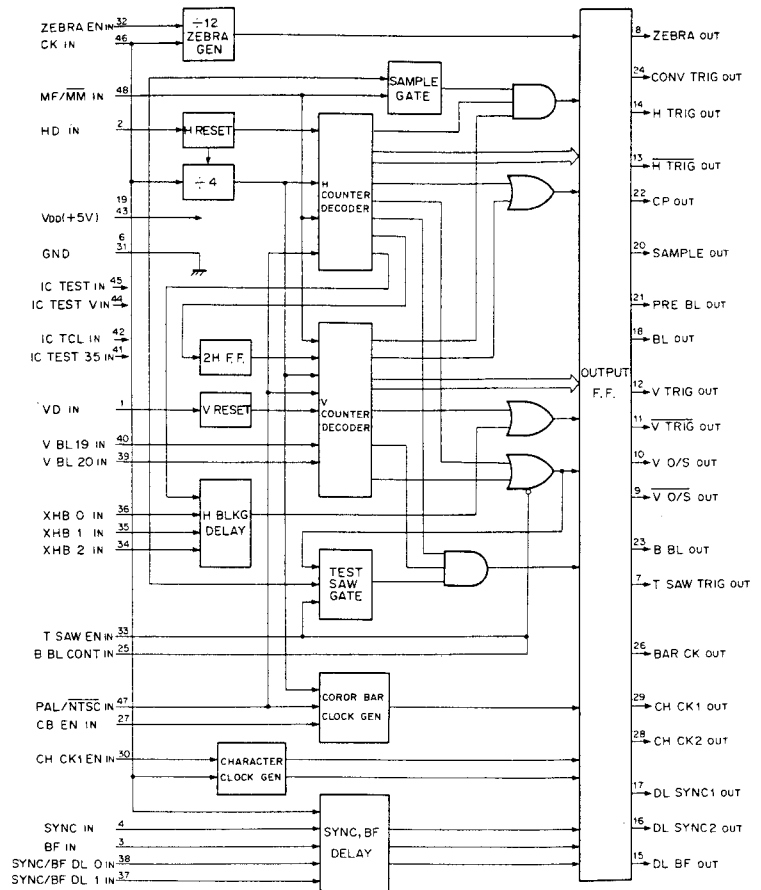 ZEBRA EN IN 32
CK IN 46
÷12
ZEBRA
GEN
MF/MM IN 48
SAMPLE
GATE
HD IN 2
H RESET
÷4
H
COUNTER
DECODER
19
VDD(+5V) 43
6
GND 31
IC TEST IN 45
IC TEST V IN 44
IC TCL IN 42
IC TEST 35 IN 41
2H F.F.
VD IN 1
V RESET
V
COUNTER
DECODER
V BL 19 IN 40
V BL 20 IN 39
XHB 0 IN 36
XHB 1 IN 35
XHB 2 IN 34
H BLKG
DELAY
TEST
SAW
GATE
T SAW EN IN 33
B BL CONT IN 25
PAL/NTSC IN 47
CB EN IN 27
COROR BAR
CLOCK GEN
CH CK1 EN IN 30
CHARACTER
CLOCK GEN
SYNC IN 4
BF IN 3
SYNC/BF DL 0 IN 38
SYNC/BF DL 1 IN 37
SYNC, BF
DELAY
OUTPUT
F.F.
8 ZEBRA OUT
24 CONV TRIG OUT
14 H TRIG OUT
13 H TRIG OUT
22 CP OUT
20 SAMPLE OUT
21 PRE BL OUT
18 BL OUT
12 V TRIG OUT
11 V TRIG OUT
10 V O/S OUT
9 V O/S OUT
23 B BL OUT
7 T SAW TRIG OUT
26 BAR CK OUT
29 CH CK1 OUT
28 CH CK2 OUT
17 DL SYNC1 OUT
16 DL SYNC2 OUT
15 DL BF OUT